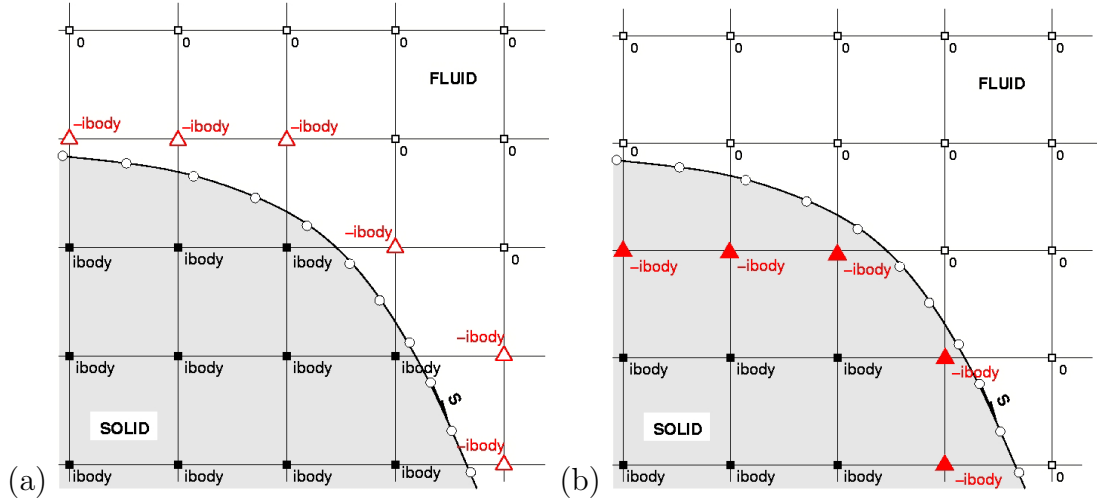 0 0 0 0 0
FLUID
–ibody –ibody –ibody
0 0
–ibody
ibody ibody ibody 0
–ibody
ibody ibody ibody ibody
S
SOLID
–ibody
ibody ibody ibody ibody
(a)
0 0 0 0 0
FLUID
0 0 0 0 0
–ibody –ibody –ibody 0 0
ibody ibody ibody –ibody 0
S
SOLID
ibody ibody ibody –ibody 0
(b)